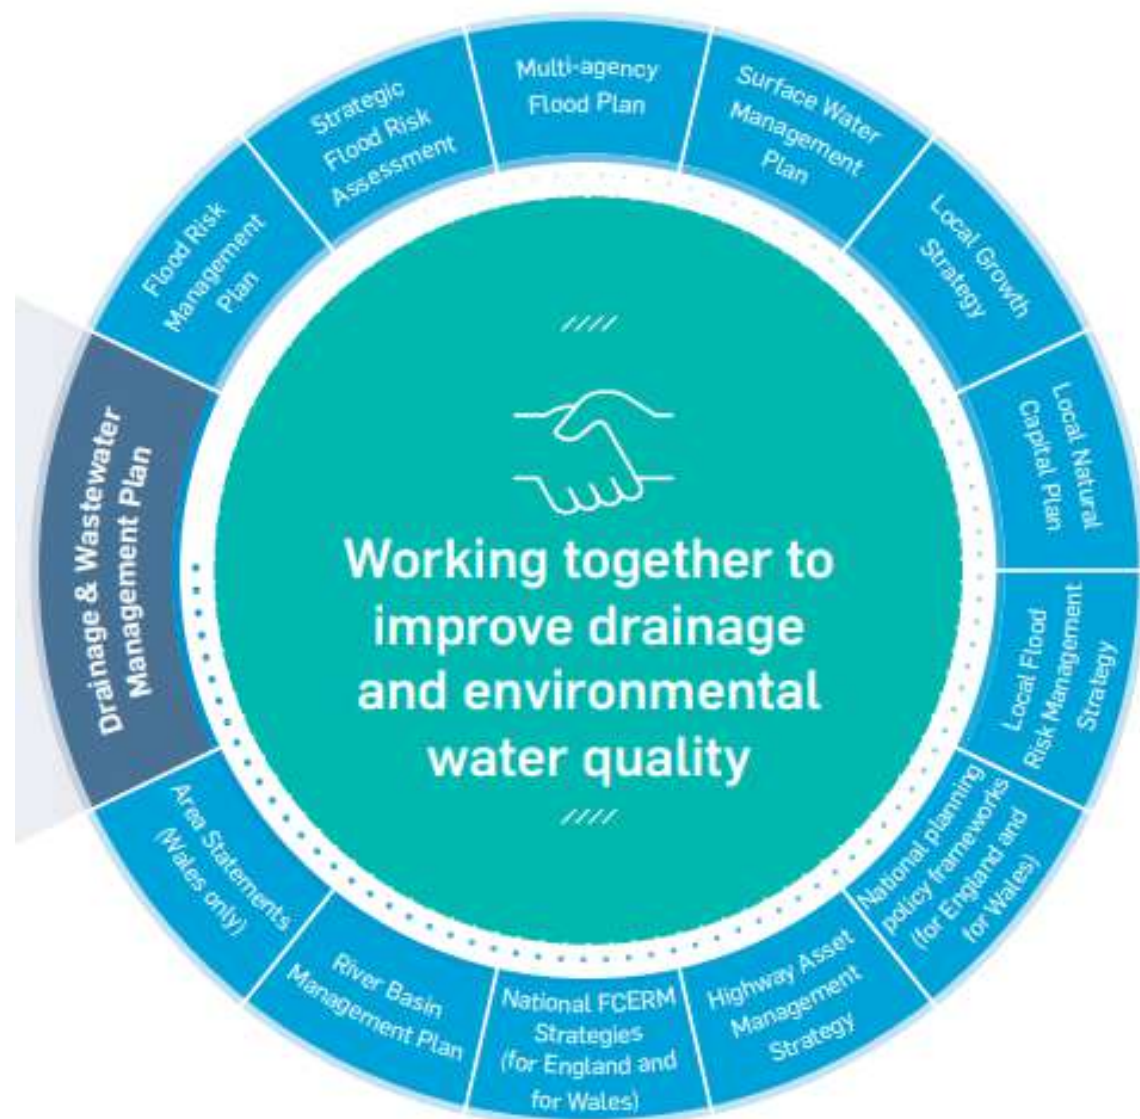 Multi-agency
Flood Plan
Surface Water
Management
Plan
Local Growth
Strategy
Local Natural
Capital Plan
Local Flood
Risk Management
Strategy
National planning
policy frameworks
(for England and
for Wales)
Highway Asset
Management
Strategy
National FCERM
Strategies
(for England and
for Wales)
River Basin
Management Plan
Area Statements
(Wales only)
Drainage & Wastewater
Management Plan
Flood Risk
Management
Plan
Strategic
Flood Risk
Assessment
Working together to
improve drainage
and environmental
water quality